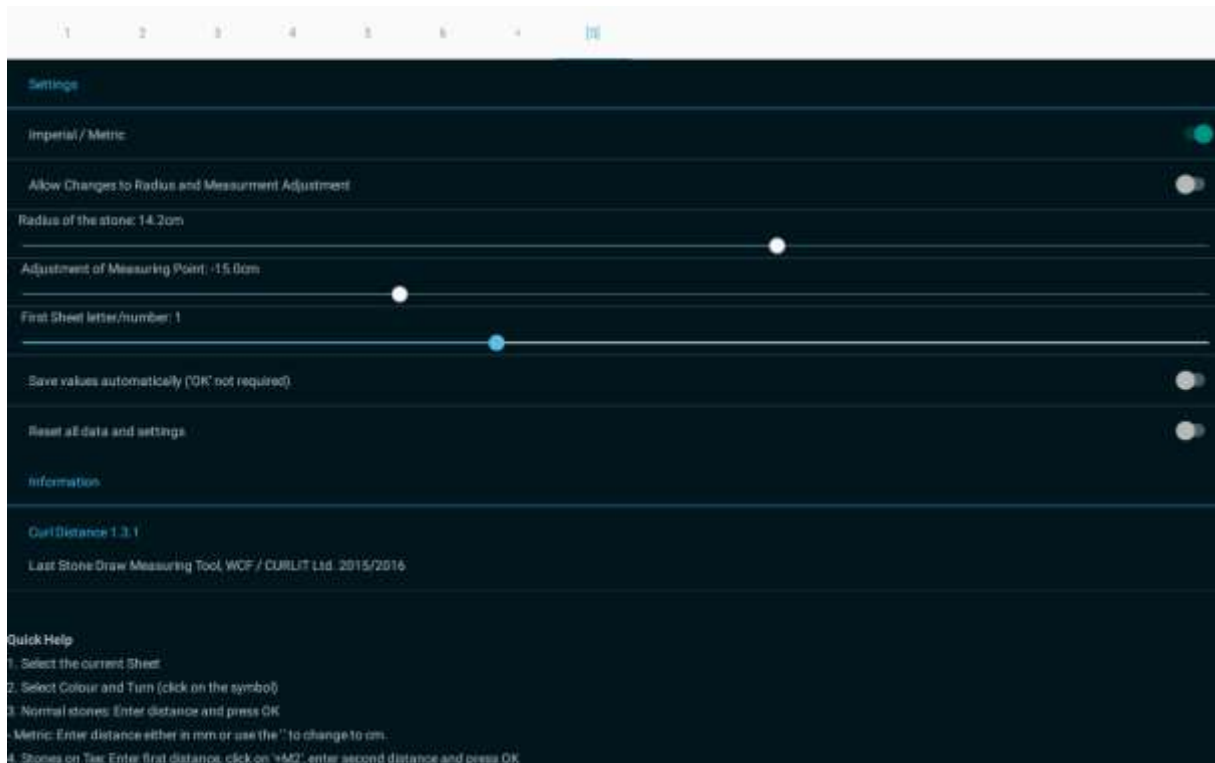 1 2 3 4 5 6 +
Settings
Imperial / Metric
Allow Changes to Radius and Measurment Adjustment
Radius of the stone: 14.2cm
Adjustment of Measuring Point: -15.0cm
First Sheet letter/number: 1
Save values automatically ('OK' not required)
Reset all data and settings
Information
Curl Distance 1.3.1
Last Stone Draw Measuring Tool, WCF / CURLIT Ltd. 2015/2016
Quick Help
1. Select the current Sheet
2. Select Colour and Turn (click on the symbol)
3. Normal stones: Enter distance and press OK
- Metric: Enter distance either in mm or use the '.' to change to cm.
4. Stones on Tee: Enter first distance, click on '+M2', enter second distance and press OK